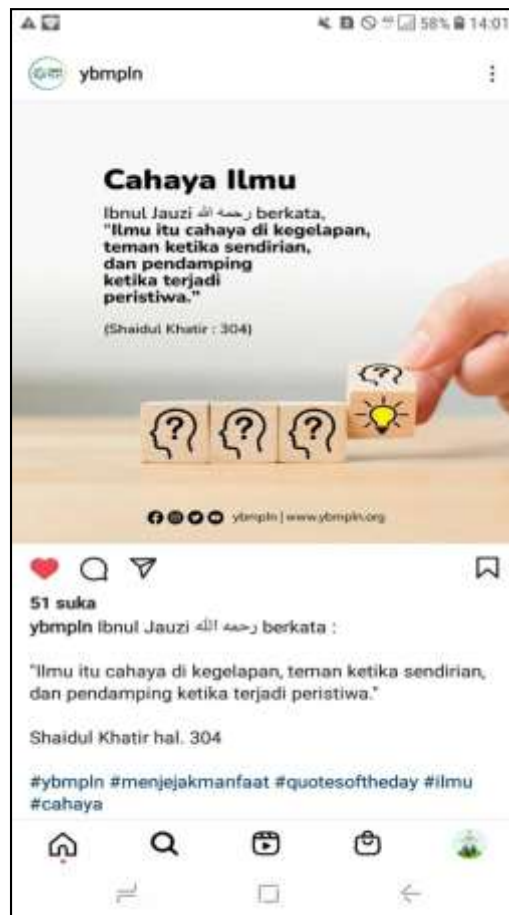 58% 14:01
ybmpln
Cahaya Ilmu
Ibnul Jauzi رحمه الله berkata,
"Ilmu itu cahaya di kegelapan,
teman ketika sendirian,
dan pendamping
ketika terjadi
peristiwa."
(Shaidul Khatir : 304)
? ? ? ?
ybmpln | www.ybmpln.org
51 suka
ybmpln Ibnul Jauzi رحمه الله berkata :
"Ilmu itu cahaya di kegelapan, teman ketika sendirian,
dan pendamping ketika terjadi peristiwa."
Shaidul Khatir hal. 304
#ybmpln #menjejakmanfaat #quotesoftheday #ilmu
#cahaya